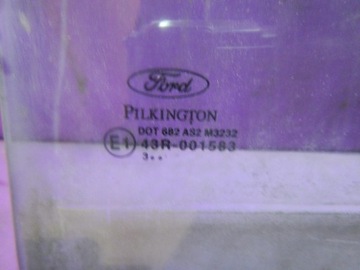 Ford
PILKINGTON
DOT 682 AS2 M3232
E1 43R-001583
3..